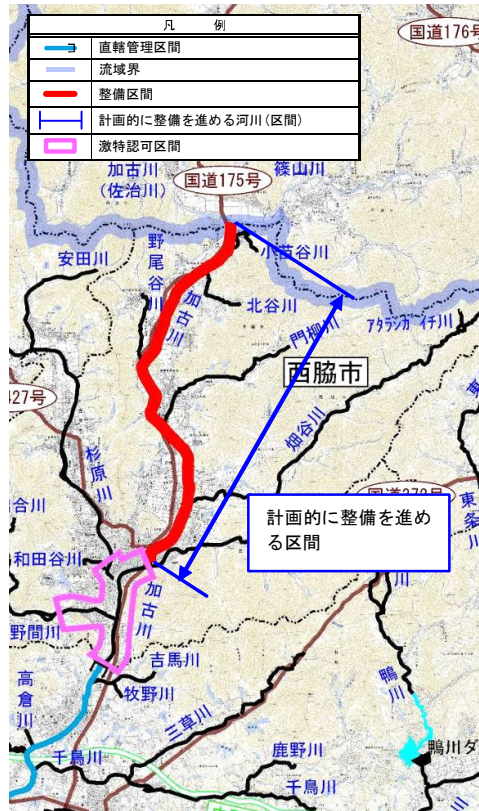 凡 例
直轄管理区間
流域界
整備区間
計画的に整備を進める河川(区間)
激特認可区間
国道176号
加古川
(佐治川)
篠山川
国道175号
安田川
野尾谷川
加古川
小苗谷川
北谷川
門柳川
アタランカ イチ川
西脇市
427号
畑谷川
杉原川
東条川
合川
計画的に整備を進め
る区間
和田谷川
加古川
野間川
川
吉馬川
高倉川
牧野川
三草川
鴨川
千鳥川
鹿野川
鴨川ダ
千鳥川